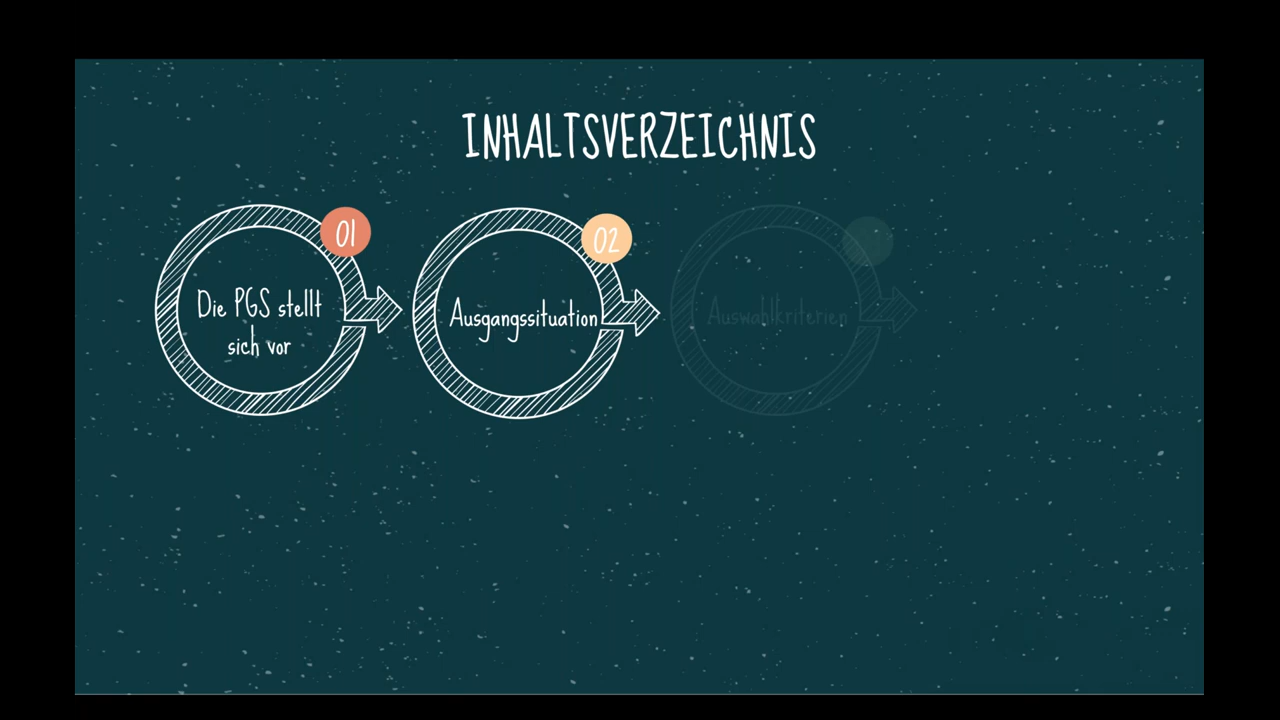 INHALTSVERZEICHNIS
01
Die PGS stellt
sich vor
02
Ausgangssituation
Auswahlkriterien